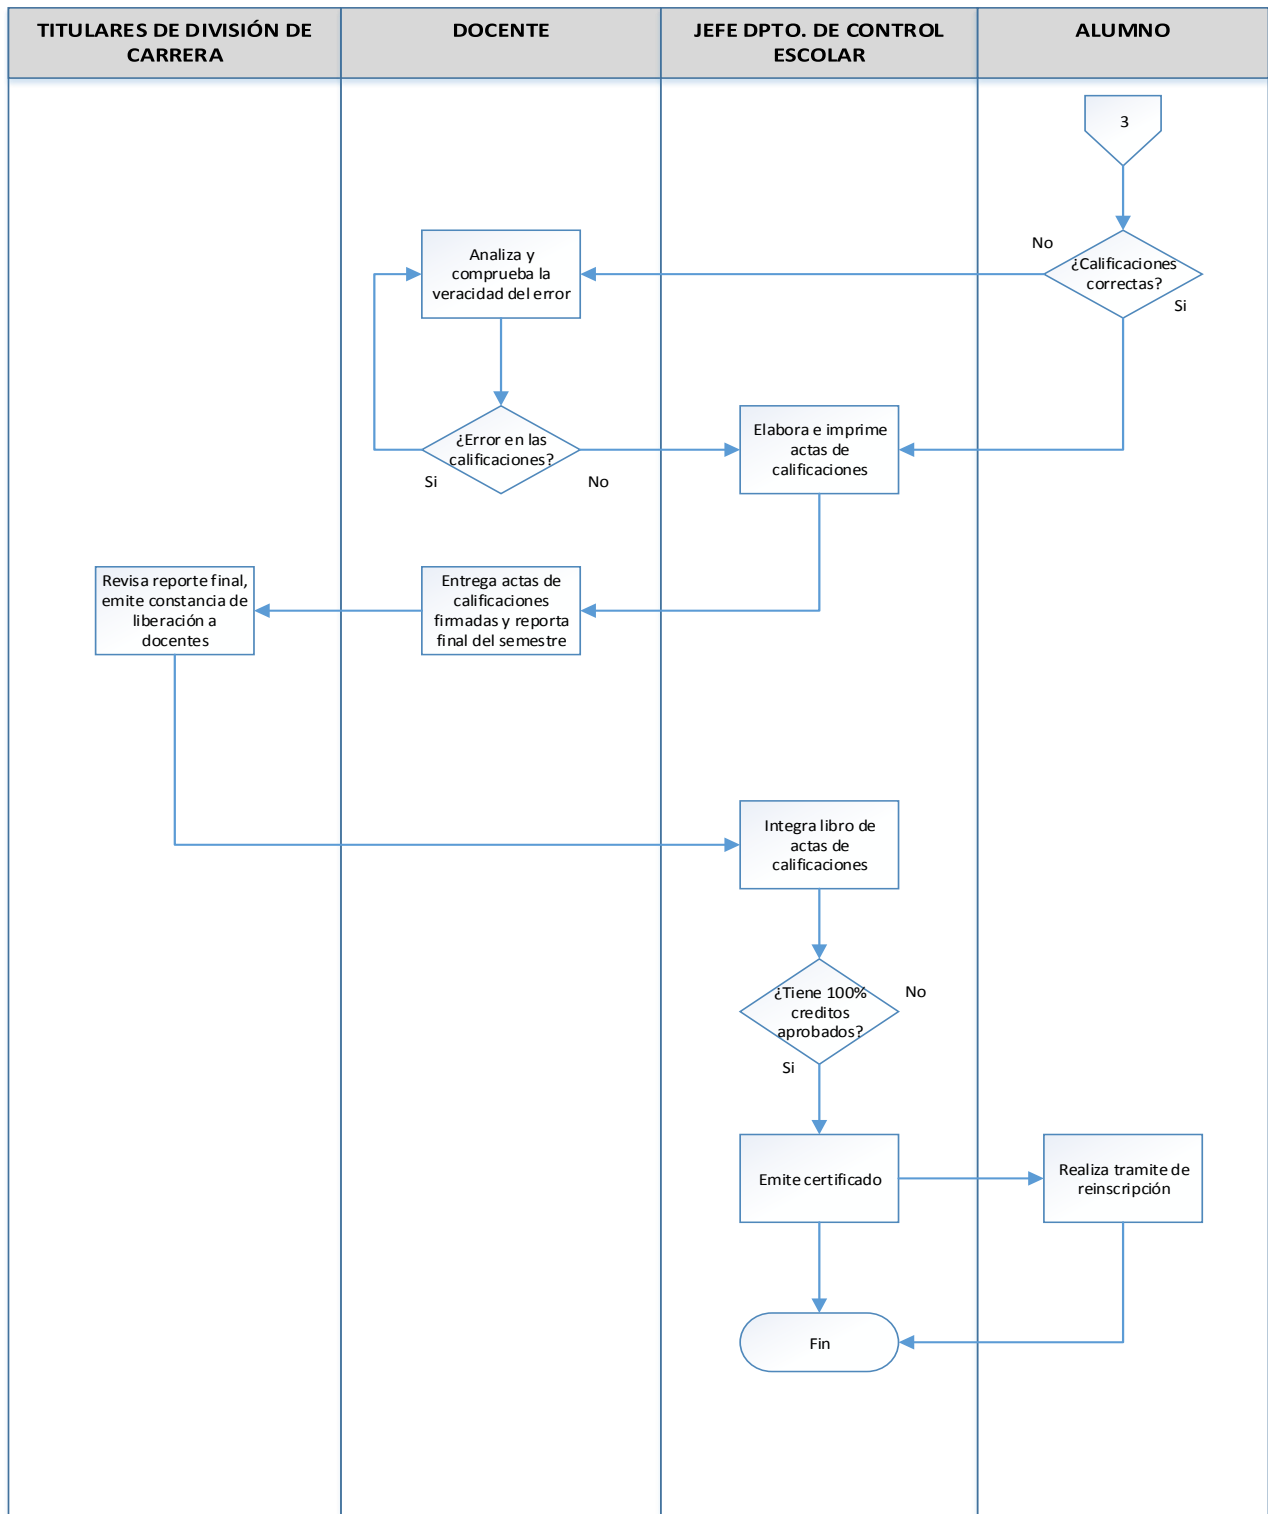 TITULARES DE DIVISIÓN DE
CARRERA
DOCENTE
JEFE DPTO. DE CONTROL
ESCOLAR
ALUMNO
3
No
¿Calificaciones
correctas?
Si
Analiza y
comprueba la
veracidad del error
¿Error en las
calificaciones?
Si
No
Elabora e imprime
actas de
calificaciones
Revisa reporte final,
emite constancia de
liberación a
docentes
Entrega actas de
calificaciones
firmadas y reporta
final del semestre
Integra libro de
actas de
calificaciones
¿Tiene 100%
creditos
aprobados?
No
Si
Emite certificado
Realiza tramite de
reinscripción
Fin